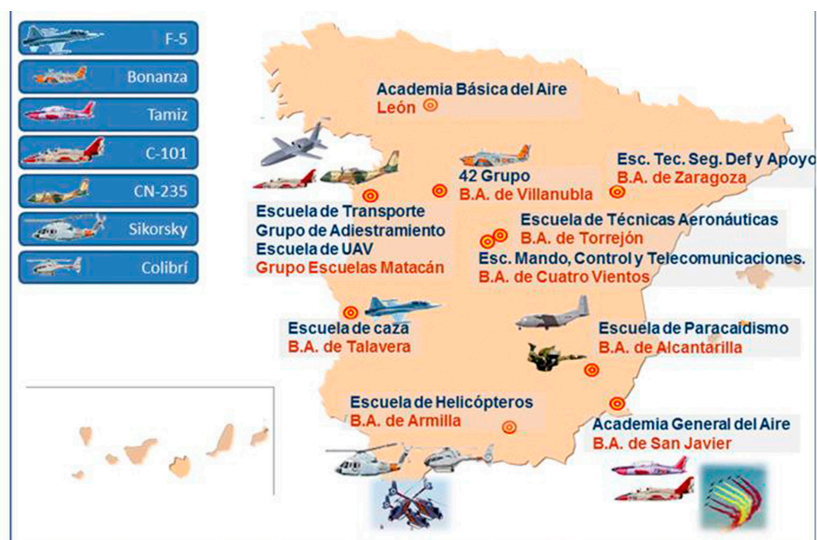 F-5
Bonanza
Tamiz
C-101
CN-235
Sikorsky
Colibrí
Academia Básica del Aire
León
42 Grupo
B.A. de Villanubla
Esc. Tec. Seg. Def y Apoyo
B.A. de Zaragoza
Escuela de Transporte
Grupo de Adiestramiento
Escuela de UAV
Grupo Escuelas Matacán
Escuela de Técnicas Aeronáuticas
B.A. de Torrejón
Esc. Mando, Control y Telecomunicaciones.
B.A. de Cuatro Vientos
Escuela de caza
B.A. de Talavera
Escuela de Paracaidismo
B.A. de Alcantarilla
Escuela de Helicópteros
B.A. de Armilla
Academia General del Aire
B.A. de San Javier